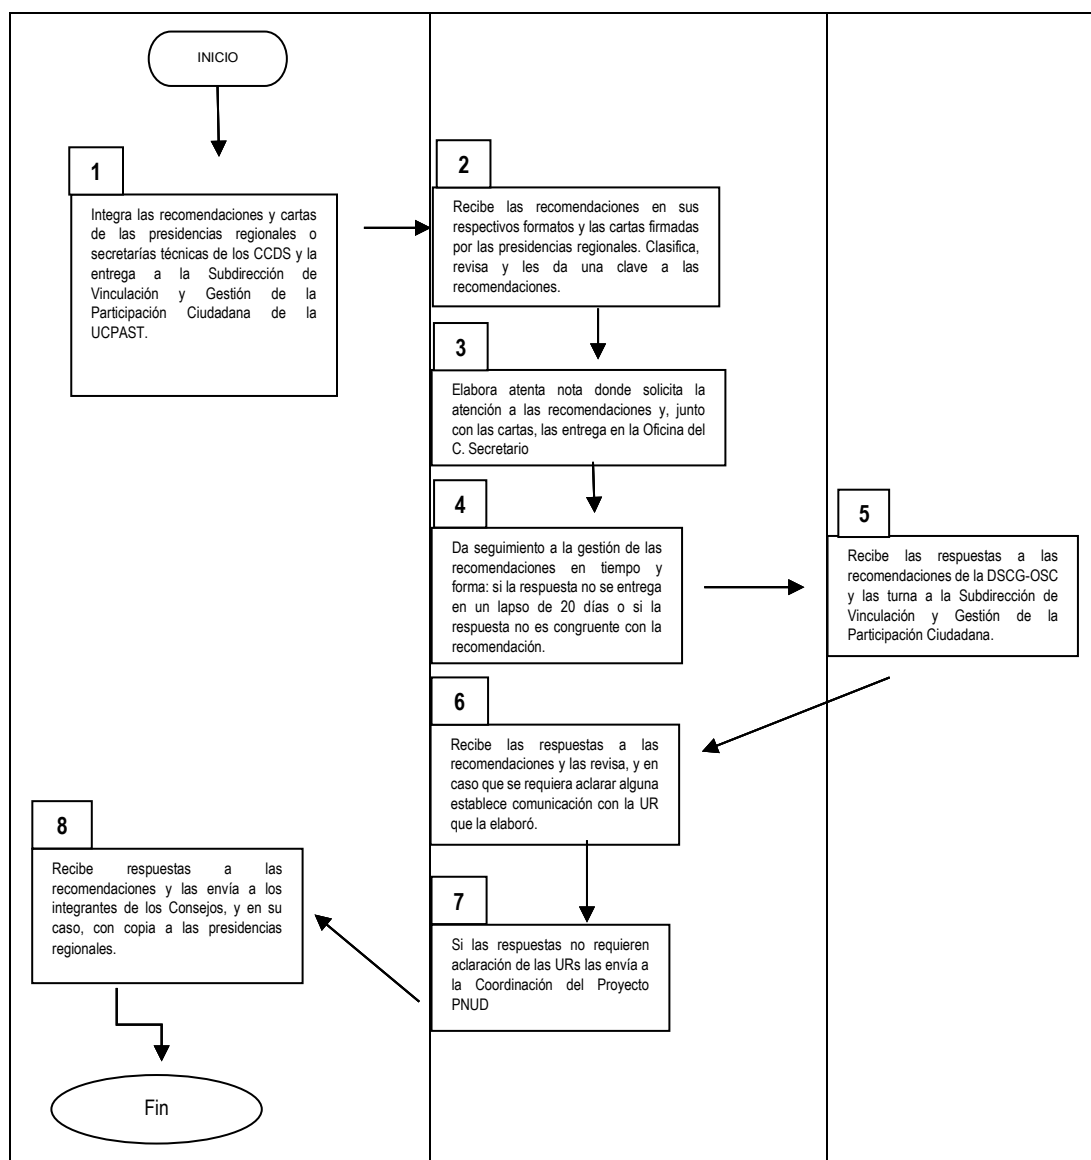 INICIO
1
Integra las recomendaciones y cartas
de las presidencias regionales o
secretarías técnicas de los CCDS y la
entrega a la Subdirección de
Vinculación y Gestión de la
Participación Ciudadana de la
UCPAST.
2
Recibe las recomendaciones en sus
respectivos formatos y las cartas firmadas
por las presidencias regionales. Clasifica,
revisa y les da una clave a las
recomendaciones.
3
Elabora atenta nota donde solicita la
atención a las recomendaciones y, junto
con las cartas, las entrega en la Oficina del
C. Secretario
4
Da seguimiento a la gestión de las
recomendaciones en tiempo y
forma: si la respuesta no se entrega
en un lapso de 20 días o si la
respuesta no es congruente con la
recomendación.
5
Recibe las respuestas a las
recomendaciones de la DSCG-OSC
y las turna a la Subdirección de
Vinculación y Gestión de la
Participación Ciudadana.
6
Recibe las respuestas a las
recomendaciones y las revisa, y en
caso que se requiera aclarar alguna
establece comunicación con la UR
que la elaboró.
7
Si las respuestas no requieren
aclaración de las URs las envía a
la Coordinación del Proyecto
PNUD
8
Recibe respuestas a las
recomendaciones y las envía a los
integrantes de los Consejos, y en su
caso, con copia a las presidencias
regionales.
Fin